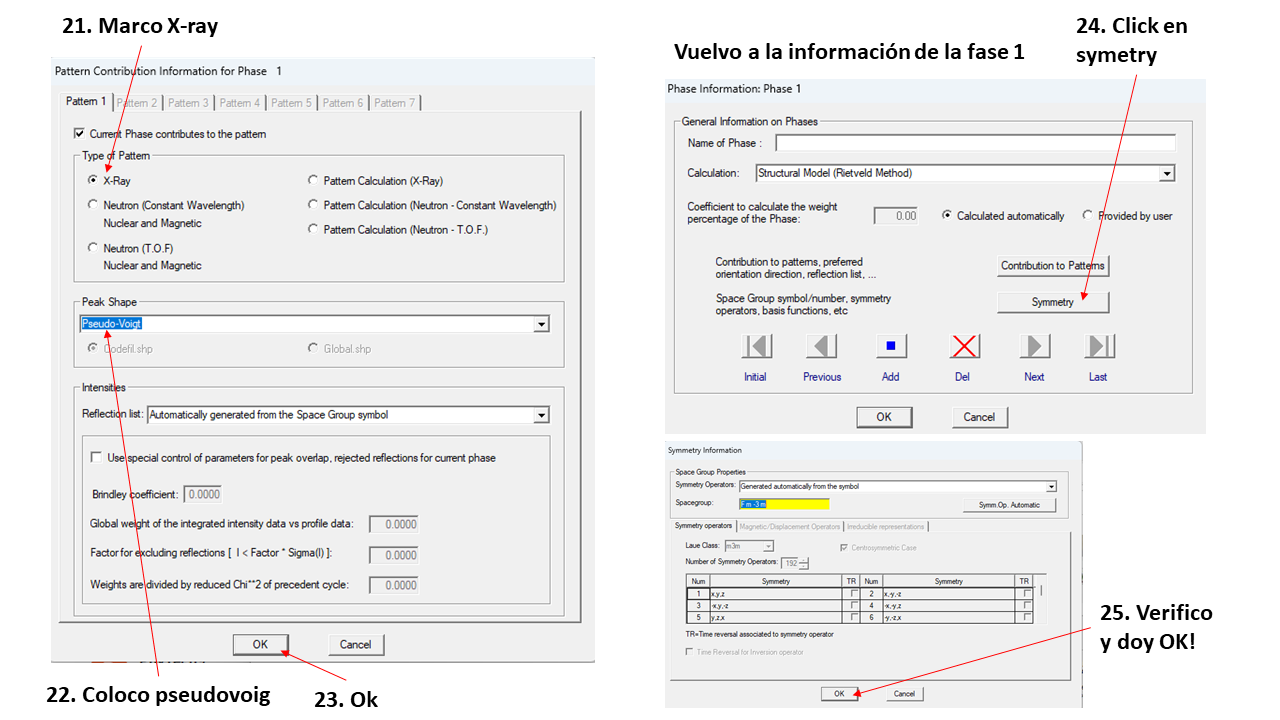 21. Marco X-ray
Pattern Contribution Information for Phase 1
Pattern 1 Pattern 2 Pattern 3 Pattern 4 Pattern 5 Pattern 6 Pattern 7
Current Phase contributes to the pattern
Type of Pattern
X-Ray
Pattern Calculation (X-Ray)
Neutron (Constant Wavelength)
Nuclear and Magnetic
Pattern Calculation (Neutron - Constant Wavelength)
Neutron (T.O.F)
Nuclear and Magnetic
Pattern Calculation (Neutron - T.O.F.)
Peak Shape
Pseudo-Voigt
Codefil.shp
Global.shp
Intensities
Reflection list: Automatically generated from the Space Group symbol
Use special control of parameters for peak overlap, rejected reflections for current phase
Brindley coefficient: 0.0000
Global weight of the integrated intensity data vs profile data: 0.0000
Factor for excluding reflections [ I < Factor * Sigma(I) ]: 0.0000
Weights are divided by reduced Chi**2 of precedent cycle: 0.0000
OK Cancel
22. Coloco pseudovoig
23. Ok
Vuelvo a la información de la fase 1
24. Click en
symetry
Phase Information: Phase 1
General Information on Phases
Name of Phase :
Calculation: Structural Model (Rietveld Method)
Coefficient to calculate the weight
percentage of the Phase: 0.00 Calculated automatically Provided by user
Contribution to patterns, preferred
orientation direction, reflection list, ...
Contribution to Patterns
Space Group symbol/number, symmetry
operators, basis functions, etc
Symmetry
Initial Previous Add Del Next Last
OK Cancel
Symmetry Information
Space Group Properties
Symmetry Operators: Generated automatically from the symbol
Spacegroup: F m -3 m Symm.Op. Automatic
Symmetry operators Magnetic/Displacement Operators Irreducible representations
Laue Class: m3m Centrosymmetric Case
Number of Symmetry Operators: 192
Num Symmetry TR Num Symmetry TR
1 x,y,z 2 x,-y,-z
3 -x,y,-z 4 -x,-y,z
5 y,z,x 6 -y,-z,x
TR=Time reversal associated to symmetry operator
Time Reversal for Inversion operator
OK Cancel
25. Verifico
y doy OK!